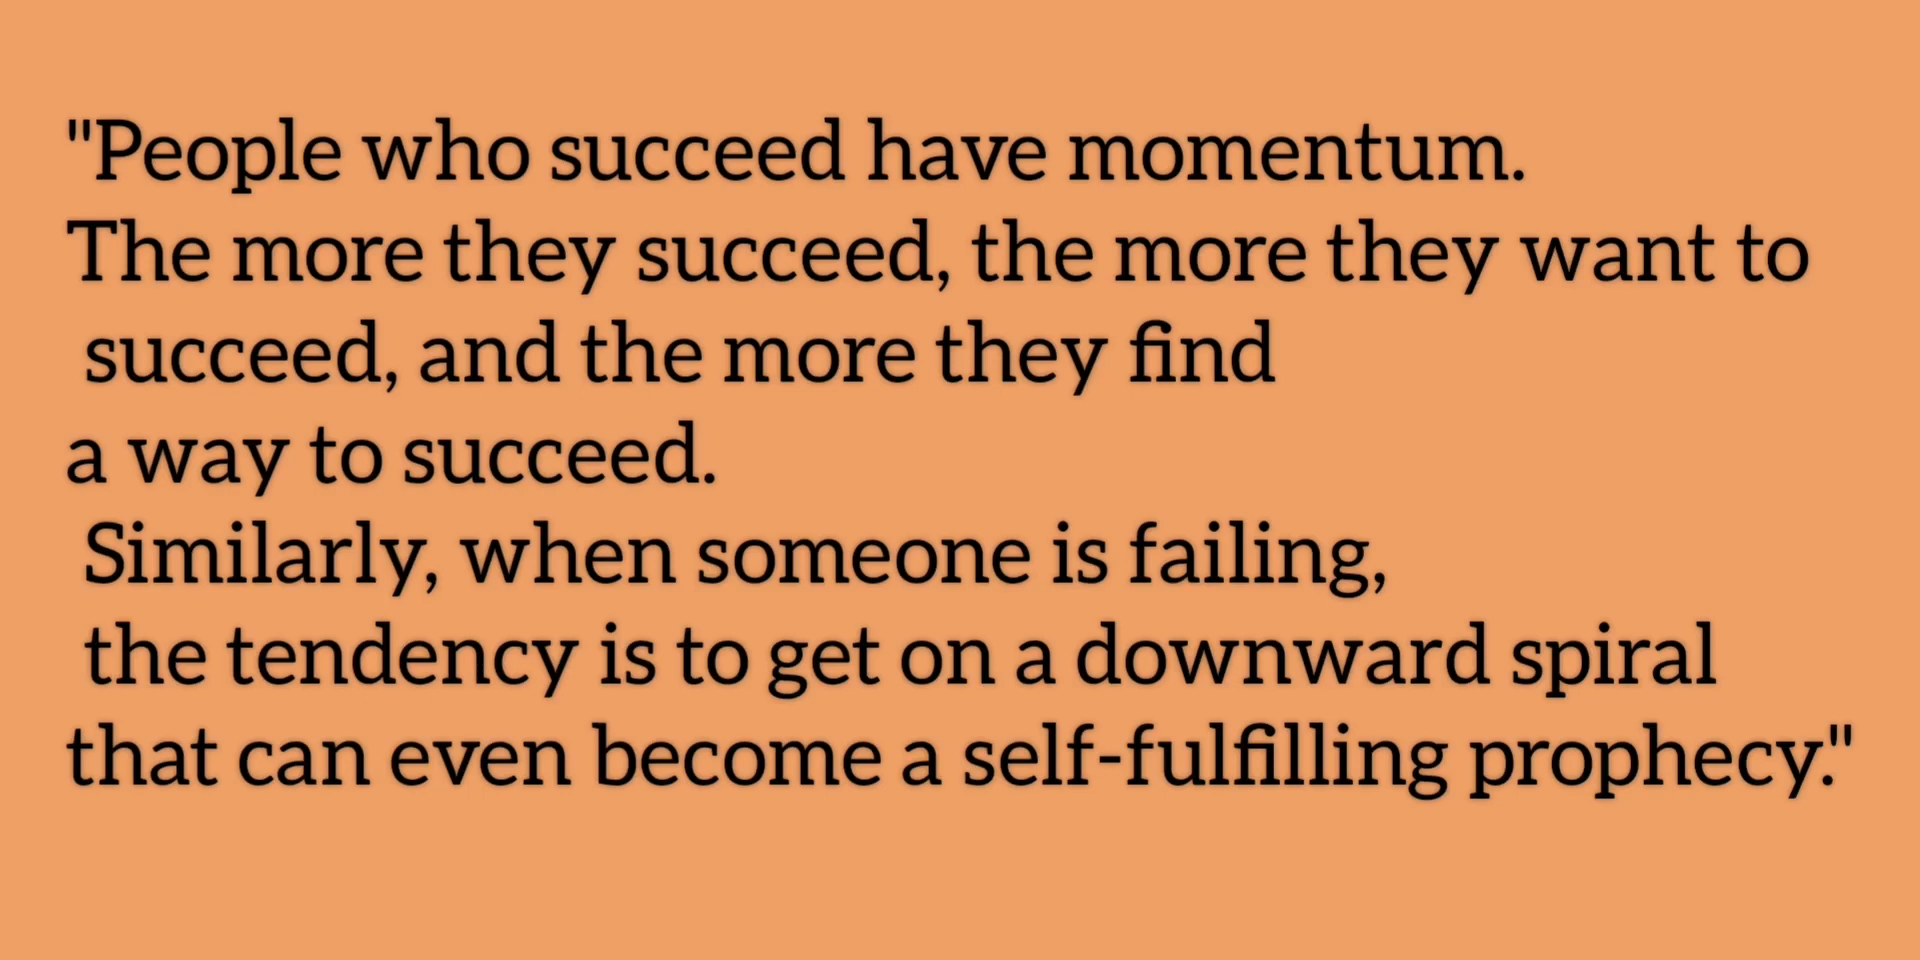 "People who succeed have momentum.
The more they succeed, the more they want to
succeed, and the more they find
a way to succeed.
Similarly, when someone is failing,
the tendency is to get on a downward spiral
that can even become a self-fulfilling prophecy."